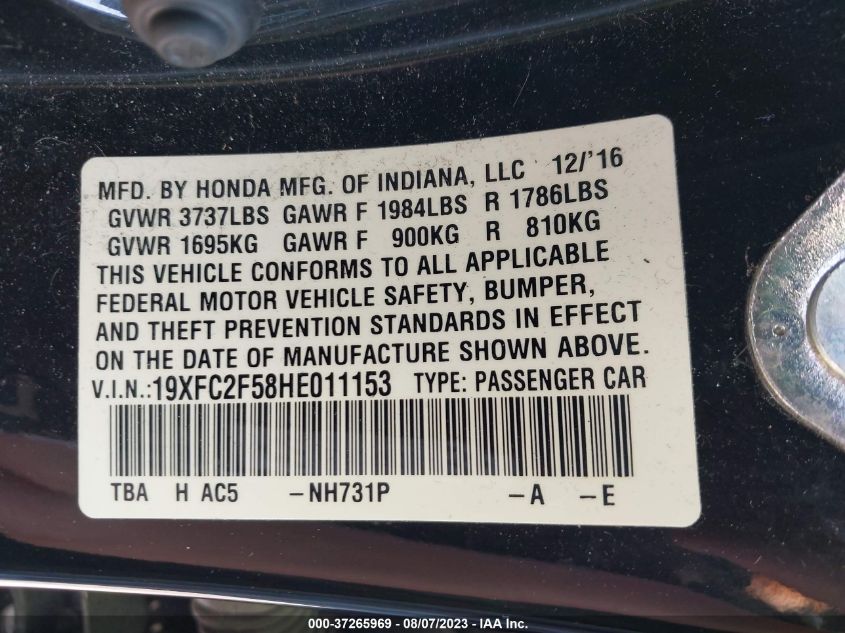 MFD. BY HONDA MFG. OF INDIANA, LLC 12/'16
GVWR 3737LBS GAWR F 1984LBS R 1786LBS
GVWR 1695KG GAWR F 900KG R 810KG
THIS VEHICLE CONFORMS TO ALL APPLICABLE
FEDERAL MOTOR VEHICLE SAFETY, BUMPER,
AND THEFT PREVENTION STANDARDS IN EFFECT
ON THE DATE OF MANUFACTURE SHOWN ABOVE.
V.I.N.:19XFC2F58HE011153 TYPE: PASSENGER CAR
TBA H AC5 -NH731P -A -E
000-37265969 - 08/07/2023 - IAA Inc.